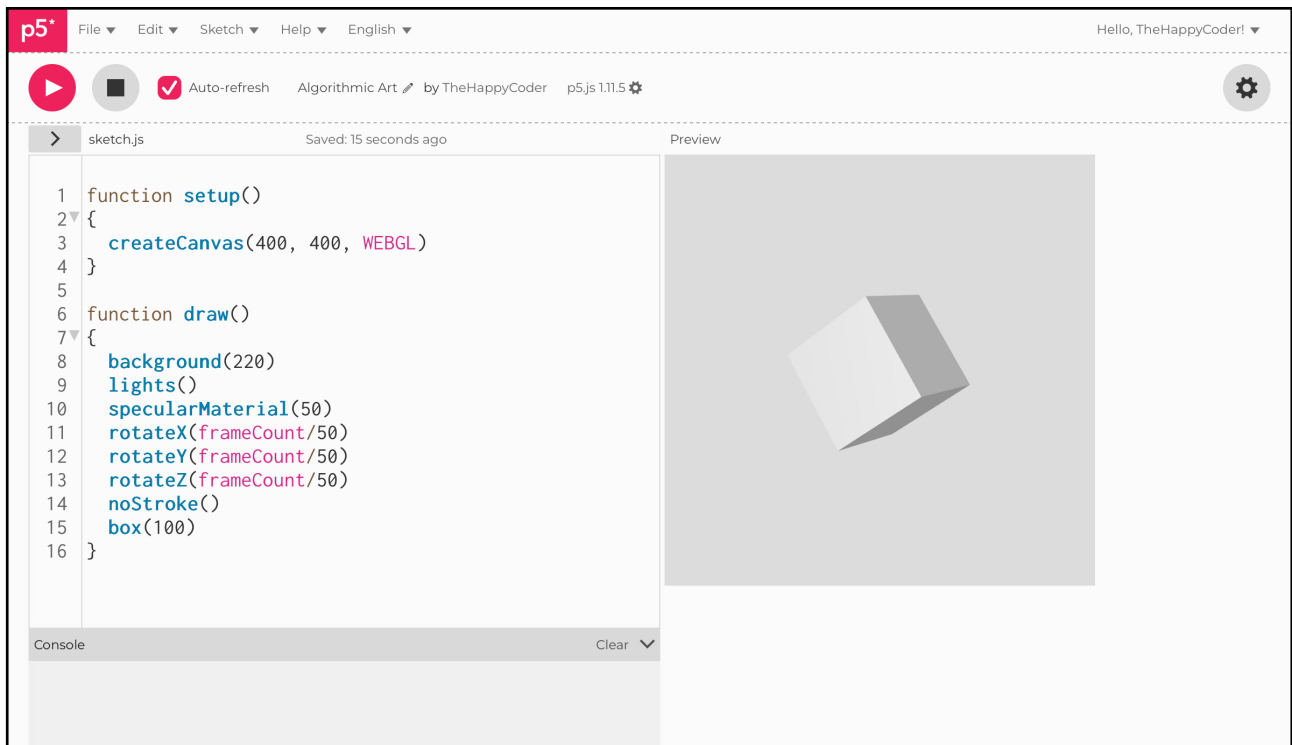 p5* File Edit Sketch Help English Hello, TheHappyCoder!
Auto-refresh Algorithmic Art by TheHappyCoder p5.js 1.11.5
sketch.js Saved: 15 seconds ago Preview
1 function setup()
2 {
3 createCanvas(400, 400, WEBGL)
4 }
5
6 function draw()
7 {
8 background(220)
9 lights()
10 specularMaterial(50)
11 rotateX(frameCount/50)
12 rotateY(frameCount/50)
13 rotateZ(frameCount/50)
14 noStroke()
15 box(100)
16 }
Console Clear